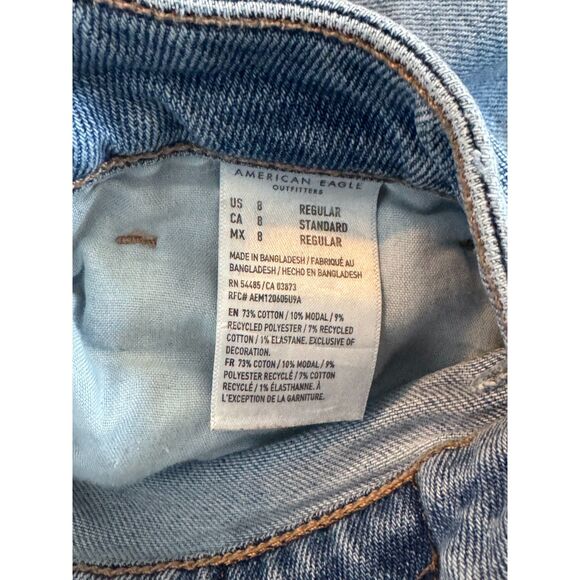 AMERICAN EAGLE
OUTFITTERS
US 8 REGULAR
CA 8 STANDARD
MX 8 REGULAR
MADE IN BANGLADESH / FABRIQUÉ AU
BANGLADESH / HECHO EN BANGLADESH
RN 54485/CA 03873
RFC# AEM120605U9A
EN 73% COTTON / 10% MODAL / 9%
RECYCLED POLYESTER / 7% RECYCLED
COTTON / 1% ELASTANE. EXCLUSIVE OF
DECORATION.
FR 73% COTON / 10% MODAL / 9%
POLYESTER RECYCLÉ / 7% COTON
RECYCLÉ / 1% ÉLASTHANNE. À
L'EXCEPTION DE LA GARNITURE.